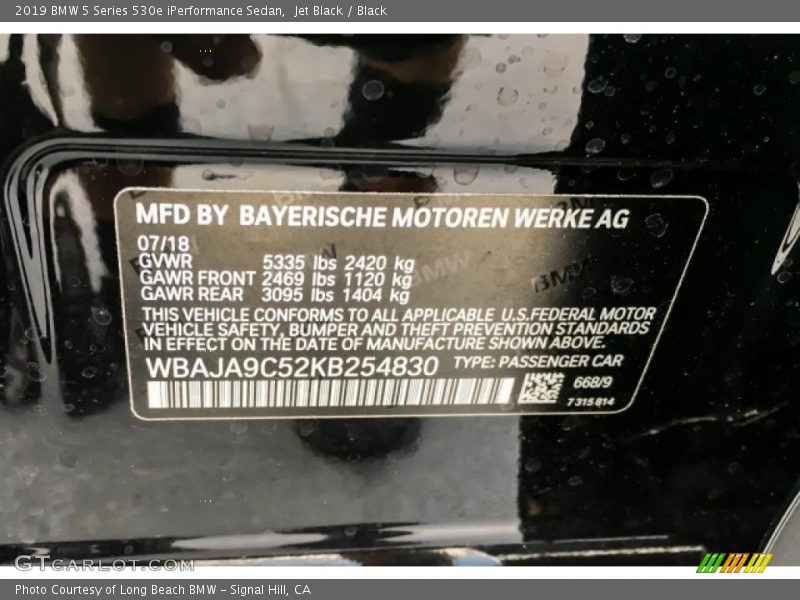 2019 BMW 5 Series 530e iPerformance Sedan, Jet Black / Black
MFD BY BAYERISCHE MOTOREN WERKE AG
07/18
GVWR 5335 lbs 2420 kg
GAWR FRONT 2469 lbs 1120 kg
GAWR REAR 3095 lbs 1404 kg
THIS VEHICLE CONFORMS TO ALL APPLICABLE U.S.FEDERAL MOTOR
VEHICLE SAFETY, BUMPER AND THEFT PREVENTION STANDARDS
IN EFFECT ON THE DATE OF MANUFACTURE SHOWN ABOVE.
WBAJA9C52KB254830 TYPE: PASSENGER CAR
668/9
7315814
GTCARLOT.COM
Photo Courtesy of Long Beach BMW - Signal Hill, CA